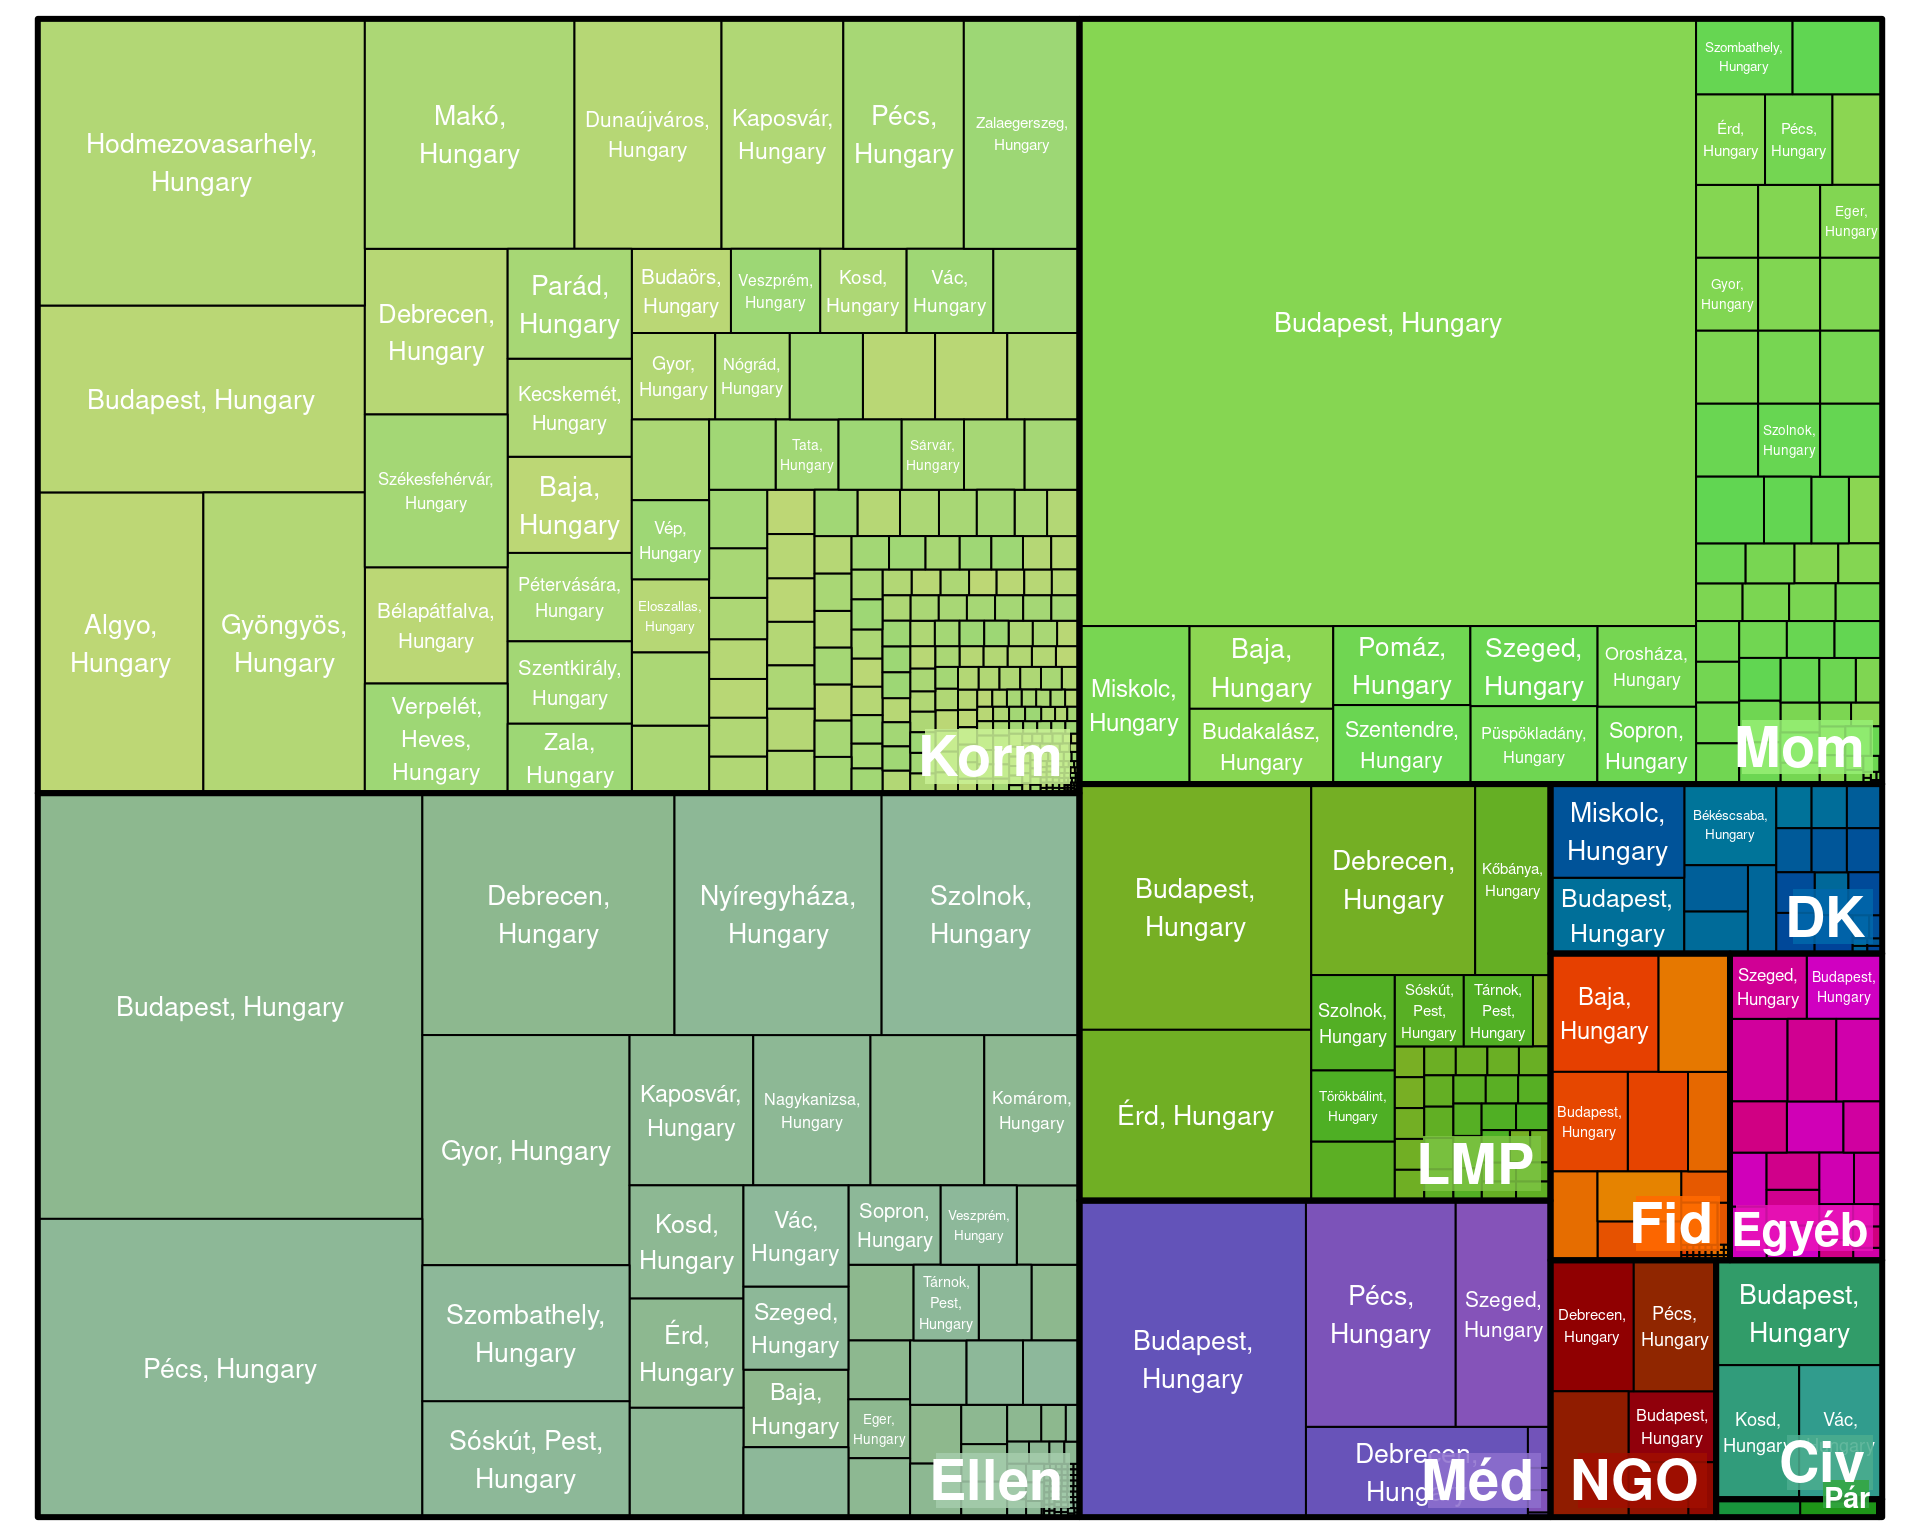 Hodmezovasarhely,
Hungary
Budapest, Hungary
Algyo,
Hungary
Gyöngyös,
Hungary
Makó,
Hungary
Dunaújváros,
Hungary
Kaposvár,
Hungary
Pécs,
Hungary
Zalaegerszeg,
Hungary
Debrecen,
Hungary
Székesfehérvár,
Hungary
Bélapátfalva,
Hungary
Verpelét,
Heves,
Hungary
Parád,
Hungary
Kecskemét,
Hungary
Baja,
Hungary
Pétervására,
Hungary
Szentkirály,
Hungary
Zala,
Hungary
Budaörs,
Hungary
Veszprém,
Hungary
Kosd,
Hungary
Vác,
Hungary
Gyor,
Hungary
Nógrád,
Hungary
Tata,
Hungary
Sárvár,
Hungary
Vép,
Hungary
Eloszallas,
Hungary
Korm
Budapest, Hungary
Miskolc,
Hungary
Baja,
Hungary
Budakalász,
Hungary
Pomáz,
Hungary
Szentendre,
Hungary
Szeged,
Hungary
Püspökladány,
Hungary
Orosháza,
Hungary
Sopron,
Hungary
Szombathely,
Hungary
Érd,
Hungary
Pécs,
Hungary
Eger,
Hungary
Gyor,
Hungary
Szolnok,
Hungary
Mom
Budapest, Hungary
Pécs, Hungary
Debrecen,
Hungary
Nyíregyháza,
Hungary
Szolnok,
Hungary
Gyor, Hungary
Szombathely,
Hungary
Sóskút, Pest,
Hungary
Kaposvár,
Hungary
Nagykanizsa,
Hungary
Komárom,
Hungary
Kosd,
Hungary
Érd,
Hungary
Vác,
Hungary
Szeged,
Hungary
Baja,
Hungary
Sopron,
Hungary
Veszprém,
Hungary
Tárnok,
Pest,
Hungary
Eger,
Hungary
Ellen
Budapest,
Hungary
Érd, Hungary
Debrecen,
Hungary
Kőbánya,
Hungary
Szolnok,
Hungary
Törökbálint,
Hungary
Sóskút,
Pest,
Hungary
Tárnok,
Pest,
Hungary
LMP
Budapest,
Hungary
Pécs,
Hungary
Szeged,
Hungary
Debrecen,
Hungary
Méd
Miskolc,
Hungary
Budapest,
Hungary
Békéscsaba,
Hungary
DK
Baja,
Hungary
Budapest,
Hungary
Fid
Szeged,
Hungary
Budapest,
Hungary
Egyéb
Debrecen,
Hungary
Pécs,
Hungary
Budapest,
Hungary
NGO
Budapest,
Hungary
Kosd,
Hungary
Vác,
Hungary
Civ
Pár